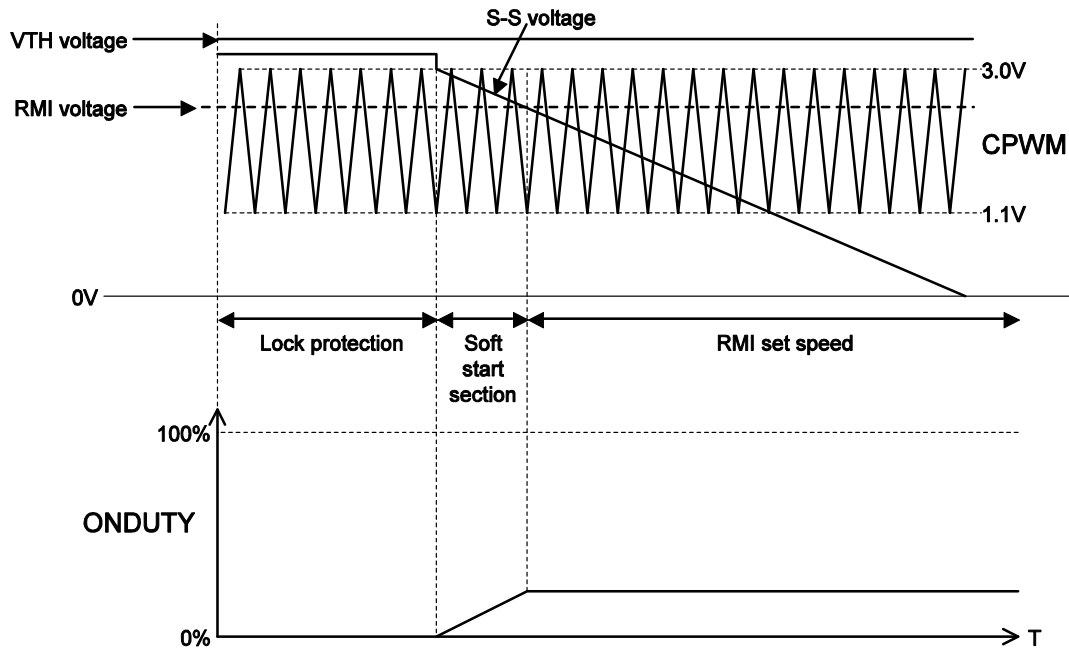 S-S voltage
VTH voltage
3.0V
RMI voltage
CPWM
1.1V
0V
Lock protection
Soft
start
section
RMI set speed
100%
ONDUTY
0%
T